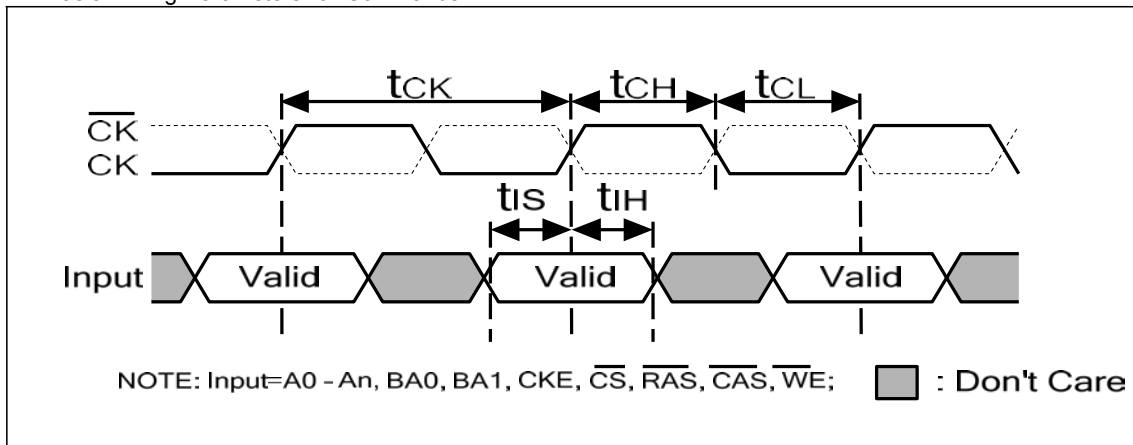 tCK tCH tCL
CK
CK
tIS tIH
Input Valid Valid Valid
NOTE: Input=A0 - An, BA0, BA1, CKE, CS, RAS, CAS, WE; : Don't Care